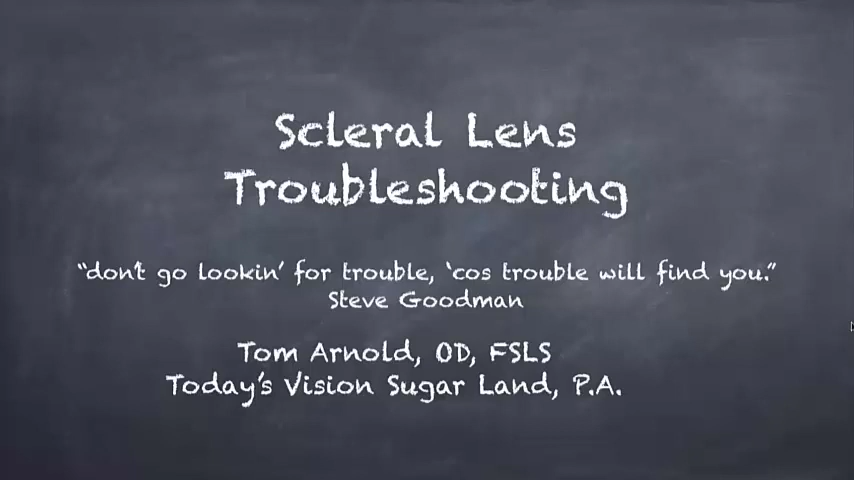 Scleral Lens
Troubleshooting
“don’t go lookin’ for trouble, ‘cos trouble will find you.”
Steve Goodman
Tom Arnold, OD, FSLS
Today’s Vision Sugar Land, P.A.